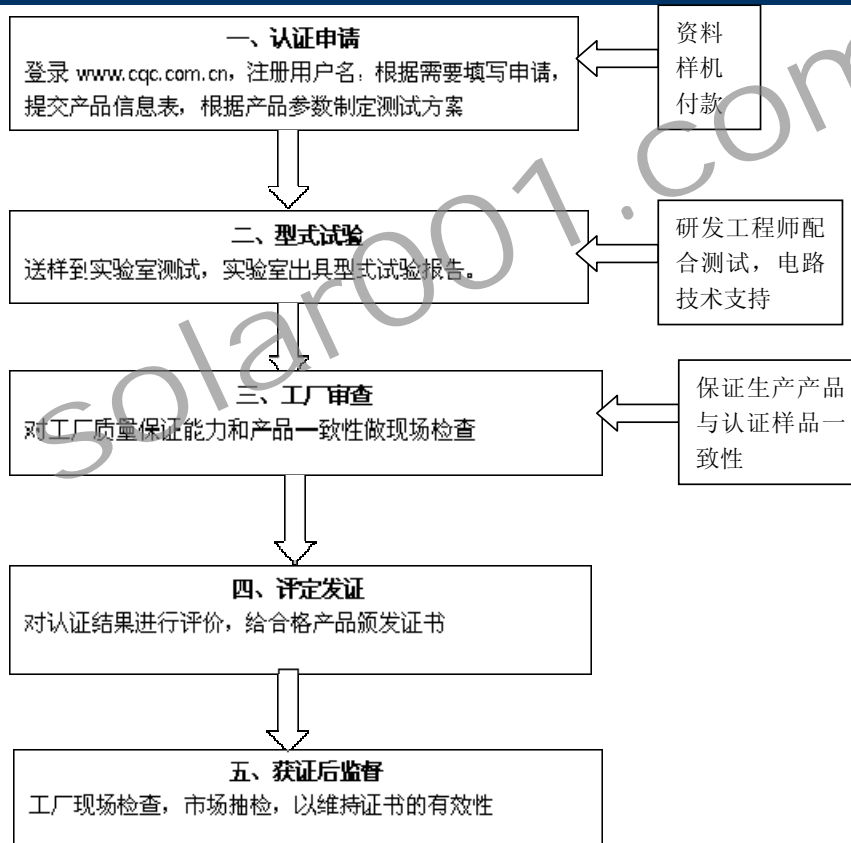 一、认证申请
登录 www.cqc.com.cn，注册用户名；根据需要填写申请，
提交产品信息表，根据产品参数制定测试方案
资料
样机
付款
二、型式试验
送样到实验室测试，实验室出具型式试验报告。
研发工程师配
合测试，电路
技术支持
三、工厂审查
对工厂质量保证能力和产品一致性做现场检查
保证生产产品
与认证样品一
致性
四、评定发证
对认证结果进行评价，给合格产品颁发证书
五、获证后监督
工厂现场检查，市场抽检，以维持证书的有效性
solar001.com